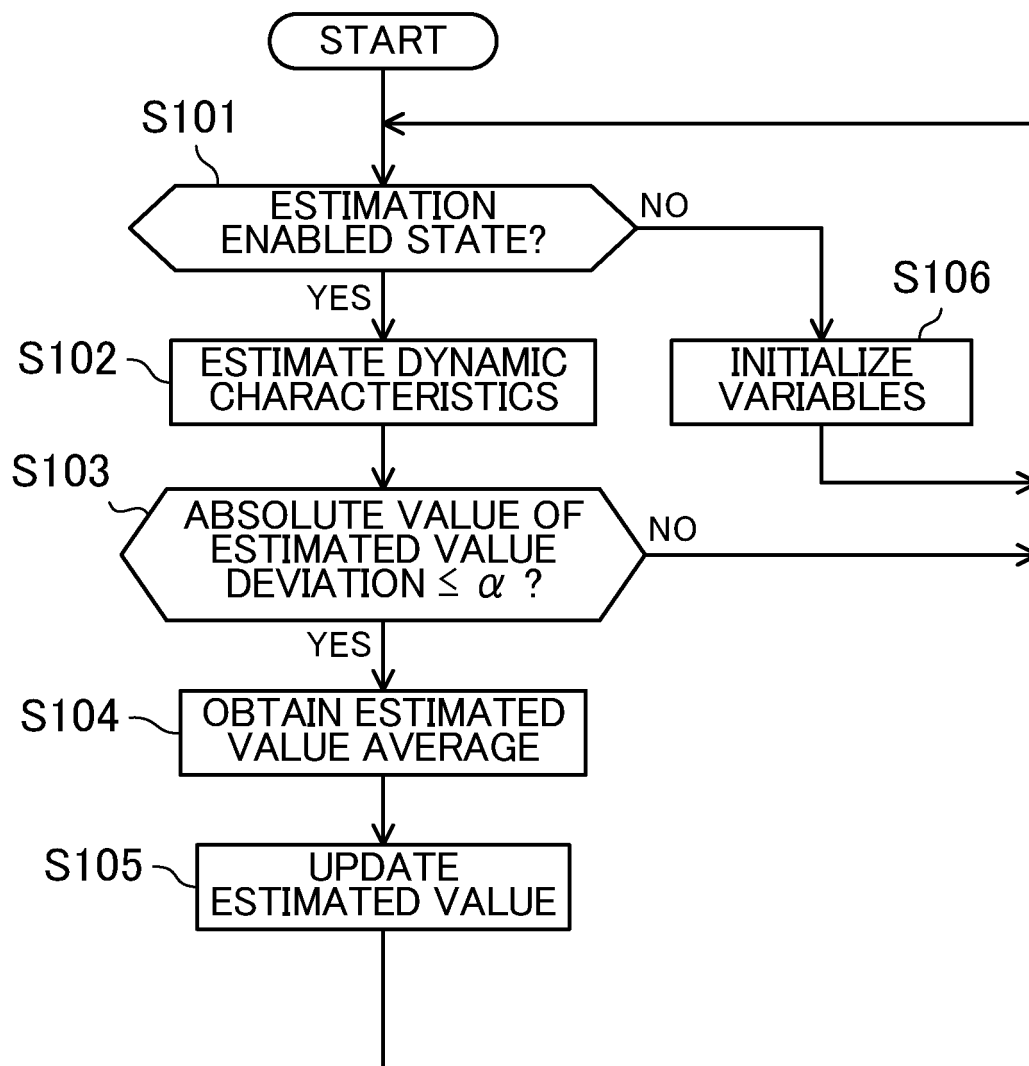 START
S101
ESTIMATION
ENABLED STATE?
NO
YES
S106
S102
ESTIMATE DYNAMIC
CHARACTERISTICS
INITIALIZE
VARIABLES
S103
ABSOLUTE VALUE OF
ESTIMATED VALUE
DEVIATION ≤ α ?
NO
YES
S104
OBTAIN ESTIMATED
VALUE AVERAGE
S105
UPDATE
ESTIMATED VALUE